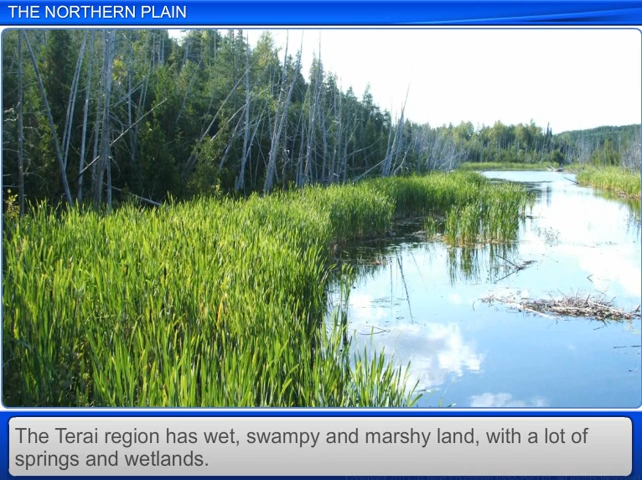 THE NORTHERN PLAIN
The Terai region has wet, swampy and marshy land, with a lot of
springs and wetlands.